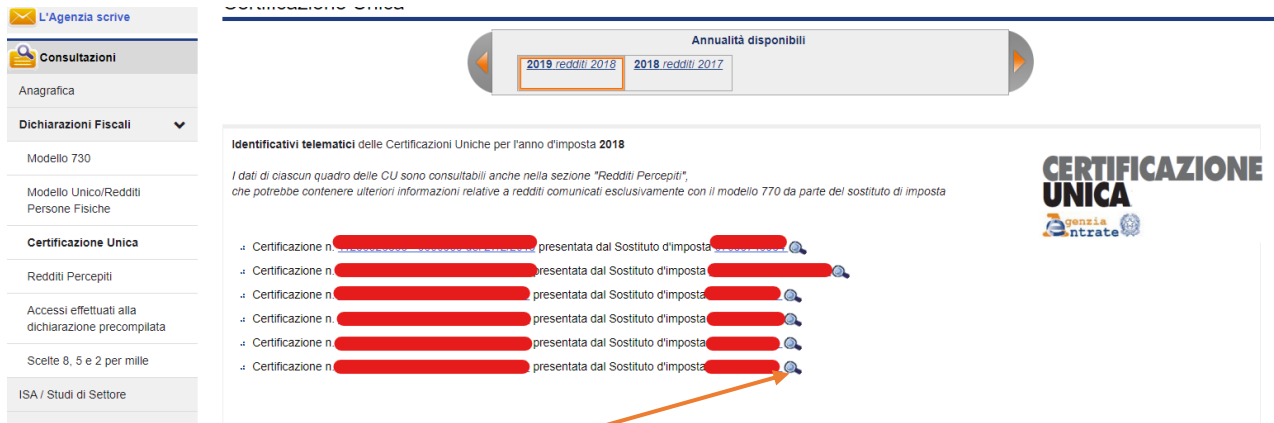 L'Agenzia scrive
Consultazioni
Anagrafica
Dichiarazioni Fiscali
Modello 730
Modello Unico/Redditi
Persone Fisiche
Certificazione Unica
Redditi Percepiti
Accessi effettuati alla
dichiarazione precompilata
Scelte 8, 5 e 2 per mille
ISA / Studi di Settore
Certificazione Unica
Annualità disponibili
2019 redditi 2018 2018 redditi 2017
Identificativi telematici delle Certificazioni Uniche per l'anno d'imposta 2018
I dati di ciascun quadro delle CU sono consultabili anche nella sezione "Redditi Percepiti",
che potrebbe contenere ulteriori informazioni relative a redditi comunicati esclusivamente con il modello 770 da parte del sostituto di imposta
CERTIFICAZIONE
UNICA
Agenzia
Entrate
Certificazione n. presentata dal Sostituto d'imposta
Certificazione n. presentata dal Sostituto d'imposta
Certificazione n. presentata dal Sostituto d'imposta
Certificazione n. presentata dal Sostituto d'imposta
Certificazione n. presentata dal Sostituto d'imposta
Certificazione n. presentata dal Sostituto d'imposta